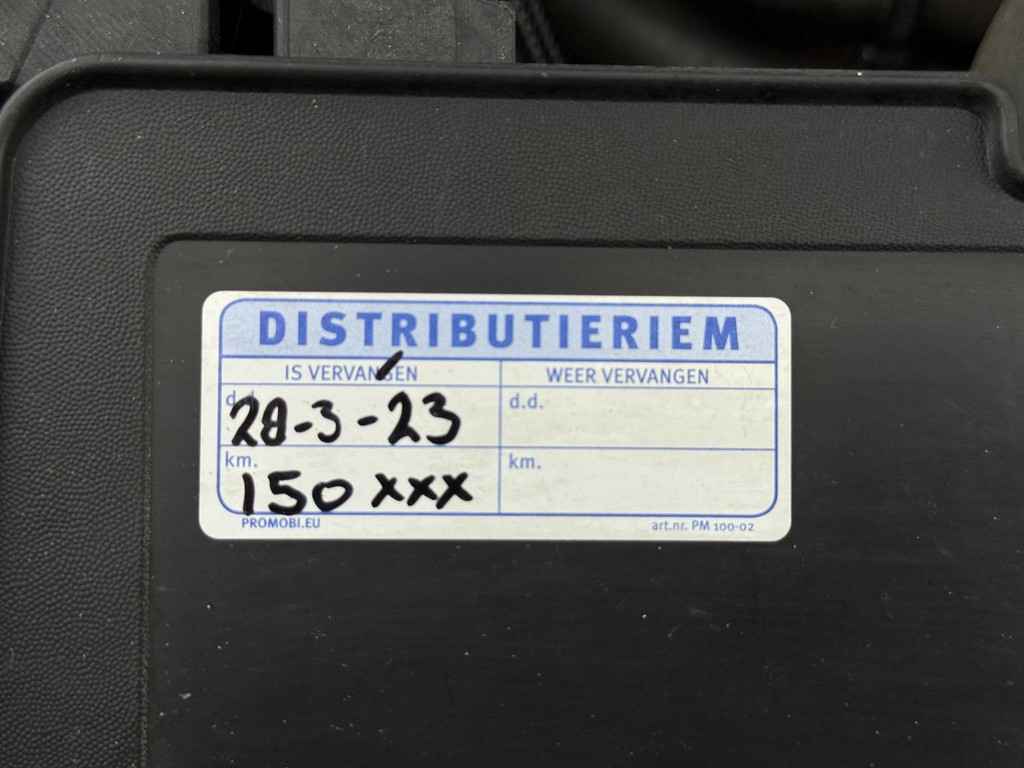 DISTRIBUTIERIEM
IS VERVANGEN WEER VERVANGEN
d.d. d.d.
28-3-23
km. km.
150 xxx
PROMOBI.EU art.nr. PM 100-02